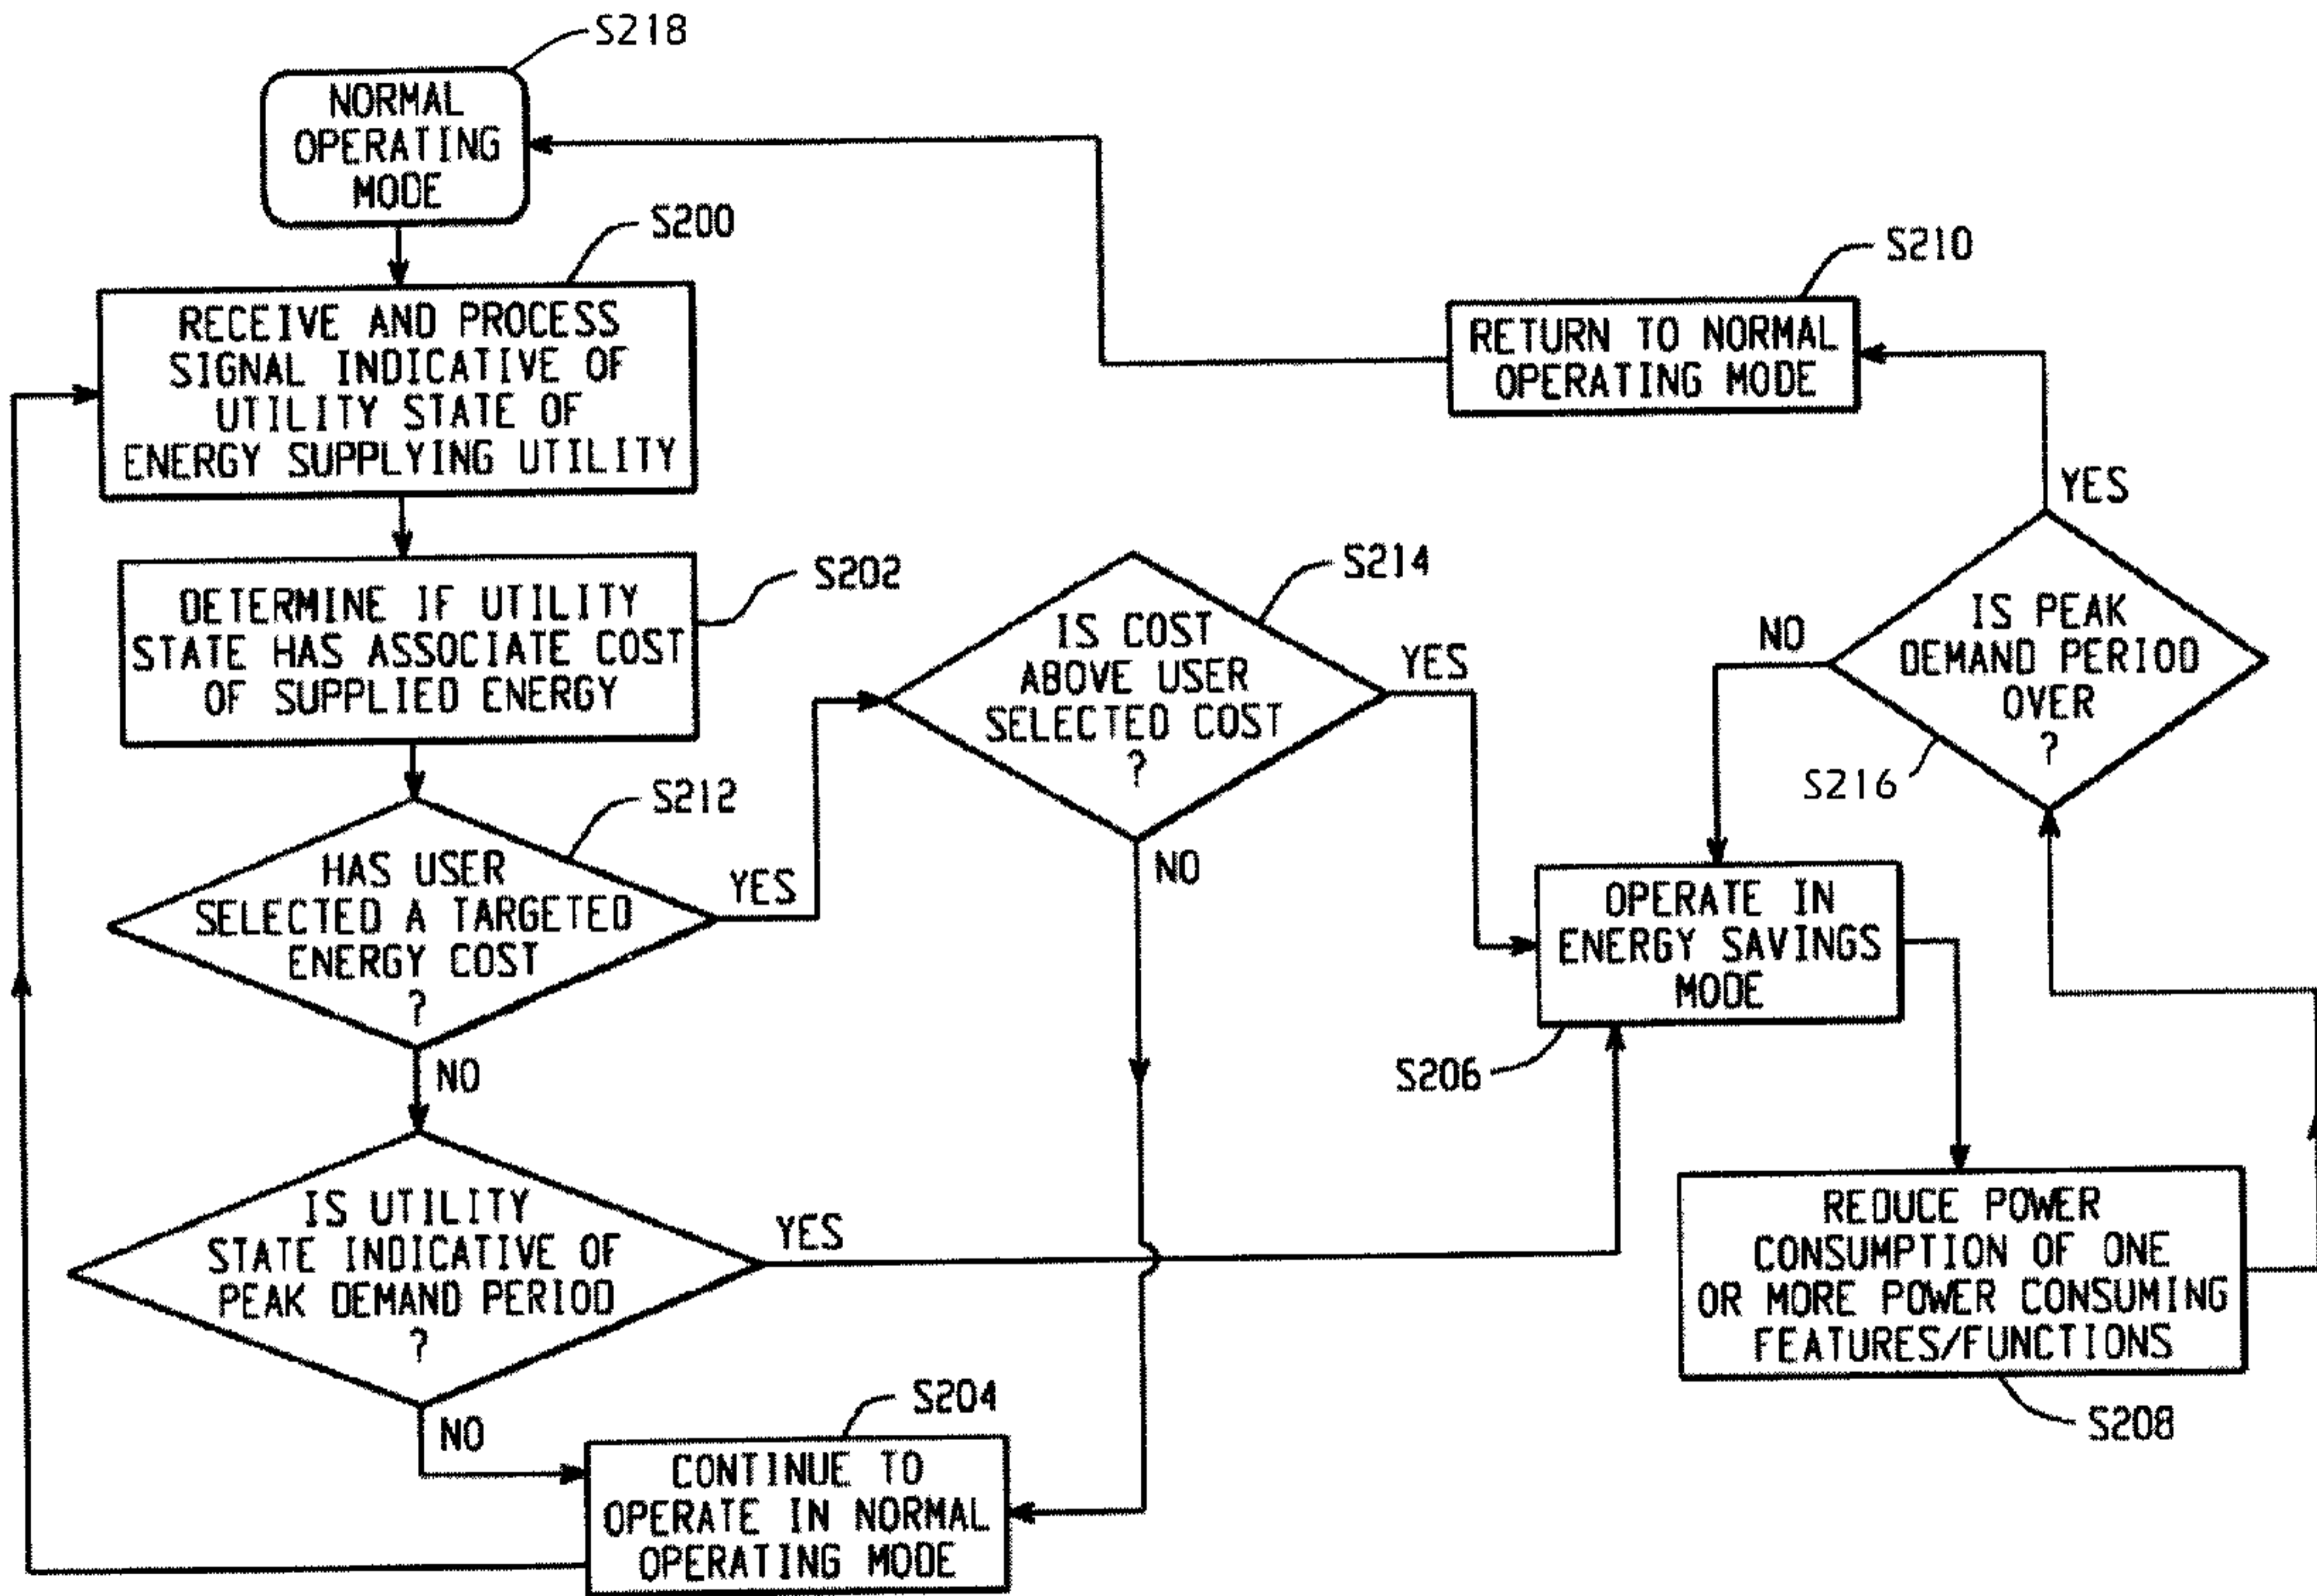 S218
NORMAL
OPERATING
MODE
S200
RECEIVE AND PROCESS
SIGNAL INDICATIVE OF
UTILITY STATE OF
ENERGY SUPPLYING UTILITY
S202
DETERMINE IF UTILITY
STATE HAS ASSOCIATE COST
OF SUPPLIED ENERGY
S212
HAS USER
SELECTED A TARGETED
ENERGY COST
?
YES
NO
IS UTILITY
STATE INDICATIVE OF
PEAK DEMAND PERIOD
?
YES
NO
S204
CONTINUE TO
OPERATE IN NORMAL
OPERATING MODE
S214
IS COST
ABOVE USER
SELECTED COST
?
YES
NO
S210
RETURN TO NORMAL
OPERATING MODE
YES
IS PEAK
DEMAND PERIOD
OVER
?
NO
S216
OPERATE IN
ENERGY SAVINGS
MODE
S206
REDUCE POWER
CONSUMPTION OF ONE
OR MORE POWER CONSUMING
FEATURES/FUNCTIONS
S208